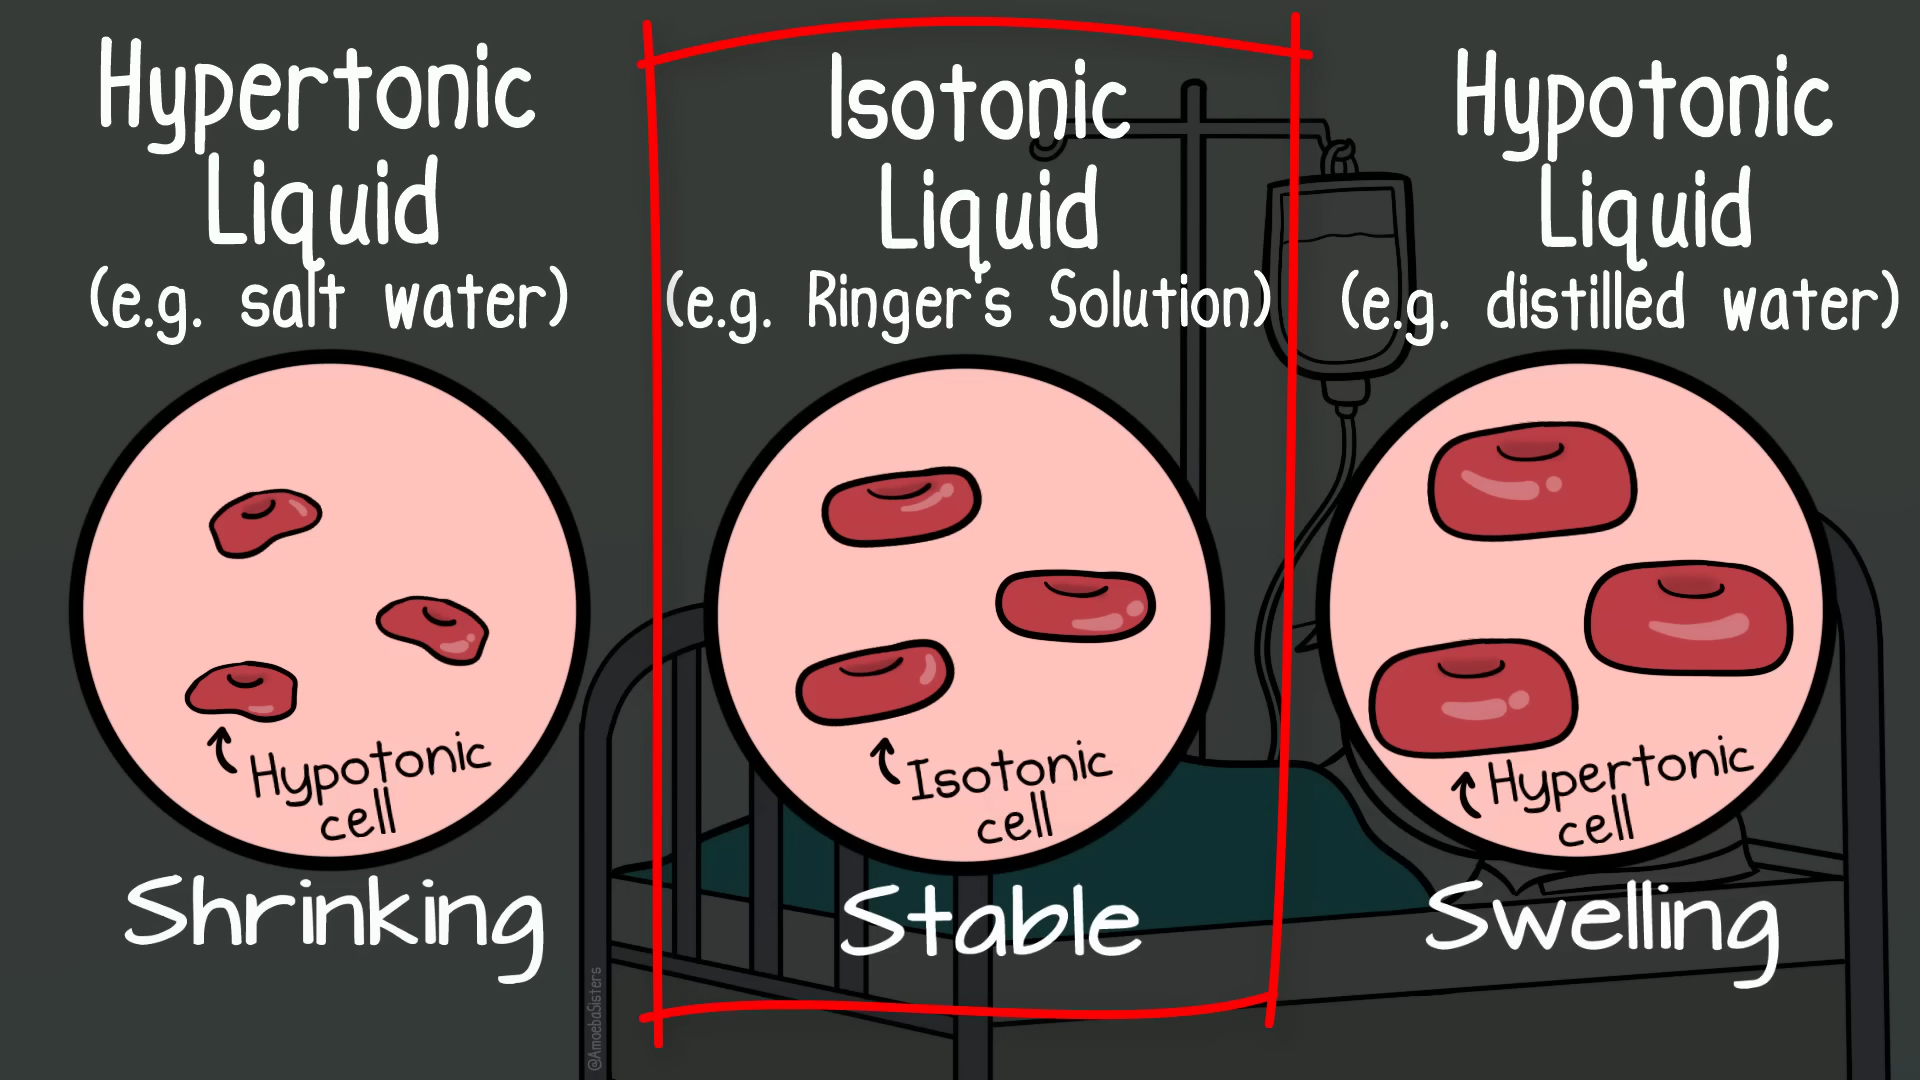 Hypertonic
Liquid
(e.g. salt water)
Hypotonic
cell
Shrinking
Isotonic
Liquid
(e.g. Ringer's Solution)
Isotonic
cell
Stable
Hypotonic
Liquid
(e.g. distilled water)
Hypertonic
cell
Swelling
@AmoebaSisters